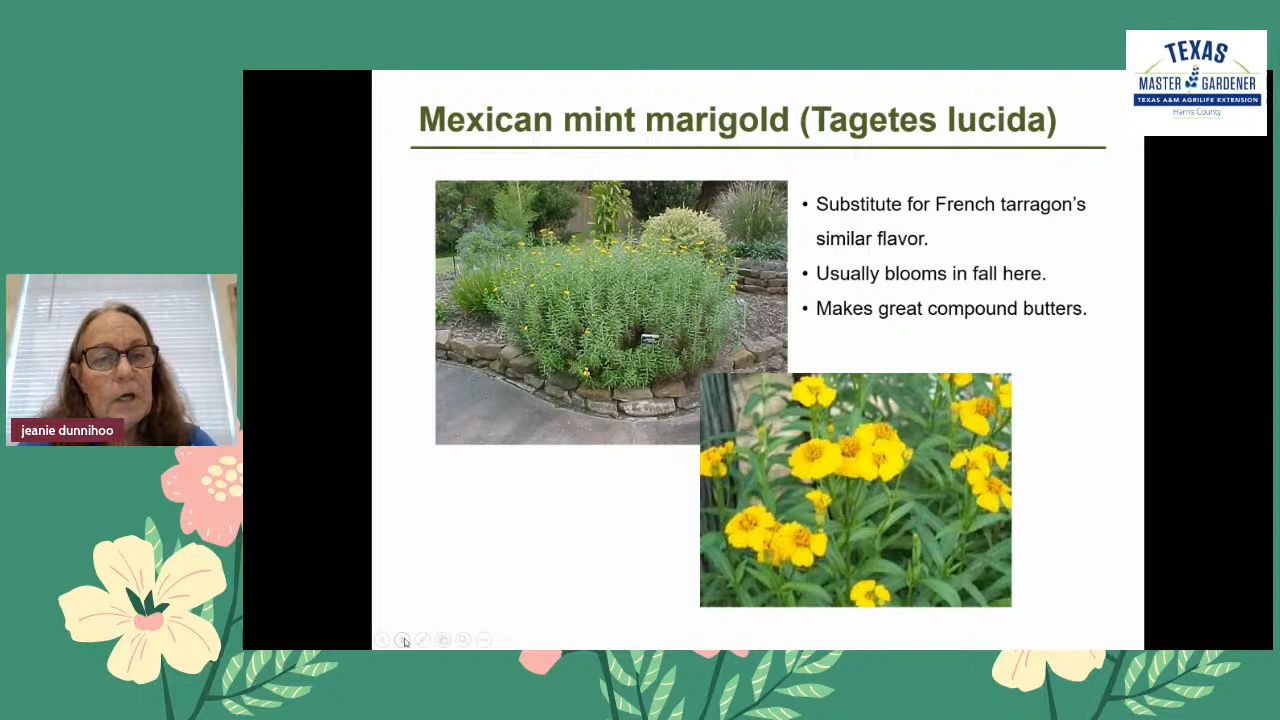 TEXAS
MASTER GARDENER
TEXAS A&M AGRILIFE EXTENSION
Harris County
Mexican mint marigold (Tagetes lucida)
• Substitute for French tarragon’s
similar flavor.
• Usually blooms in fall here.
• Makes great compound butters.
jeanie dunnihoo